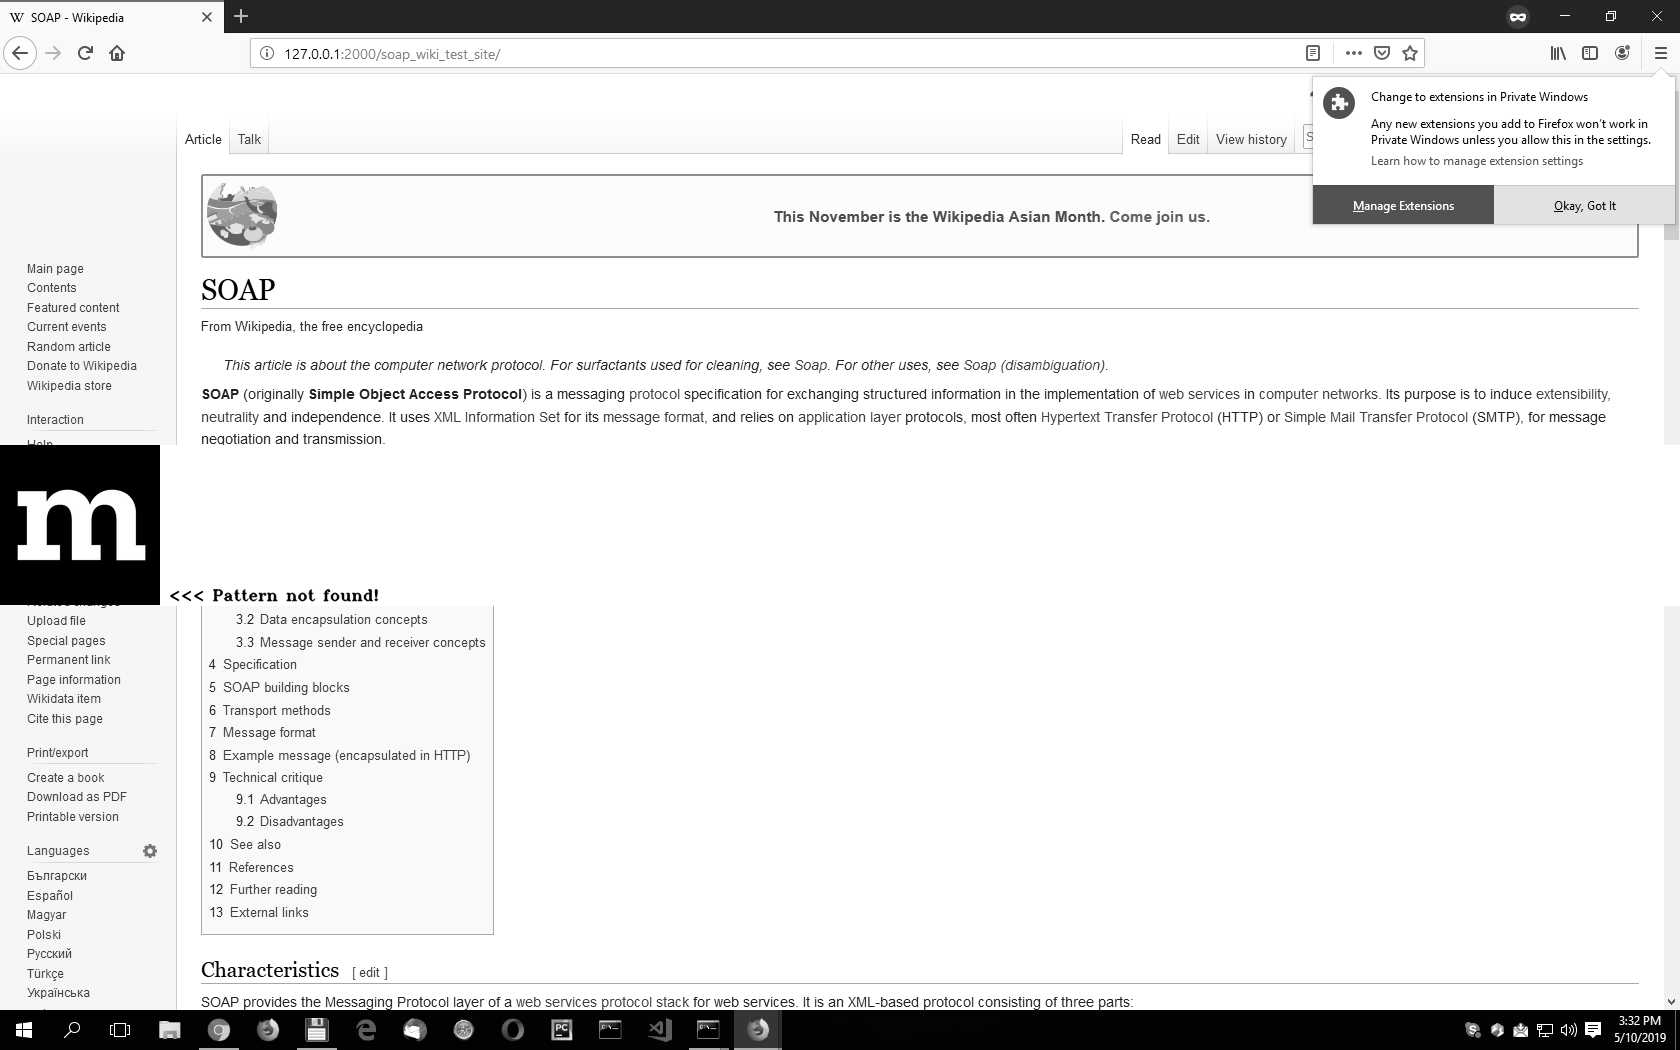 SOAP - Wikipedia
127.0.0.1:2000/soap_wiki_test_site/
Change to extensions in Private Windows
Any new extensions you add to Firefox won't work in
Private Windows unless you allow this in the settings.
Learn how to manage extension settings
Manage Extensions
Okay, Got It
Article
Talk
Read
Edit
View history
This November is the Wikipedia Asian Month. Come join us.
Main page
Contents
Featured content
Current events
Random article
Donate to Wikipedia
Wikipedia store
Interaction
Help
SOAP
From Wikipedia, the free encyclopedia
This article is about the computer network protocol. For surfactants used for cleaning, see Soap. For other uses, see Soap (disambiguation).
SOAP (originally Simple Object Access Protocol) is a messaging protocol specification for exchanging structured information in the implementation of web services in computer networks. Its purpose is to induce extensibility,
neutrality and independence. It uses XML Information Set for its message format, and relies on application layer protocols, most often Hypertext Transfer Protocol (HTTP) or Simple Mail Transfer Protocol (SMTP), for message
negotiation and transmission.
m
<<< Pattern not found!
Related changes
Upload file
Special pages
Permanent link
Page information
Wikidata item
Cite this page
Print/export
Create a book
Download as PDF
Printable version
Languages
Български
Español
Magyar
Polski
Русский
Türkçe
Українська
3.2 Data encapsulation concepts
3.3 Message sender and receiver concepts
4 Specification
5 SOAP building blocks
6 Transport methods
7 Message format
8 Example message (encapsulated in HTTP)
9 Technical critique
9.1 Advantages
9.2 Disadvantages
10 See also
11 References
12 Further reading
13 External links
Characteristics [ edit ]
SOAP provides the Messaging Protocol layer of a web services protocol stack for web services. It is an XML-based protocol consisting of three parts:
3:32 PM
5/10/2019